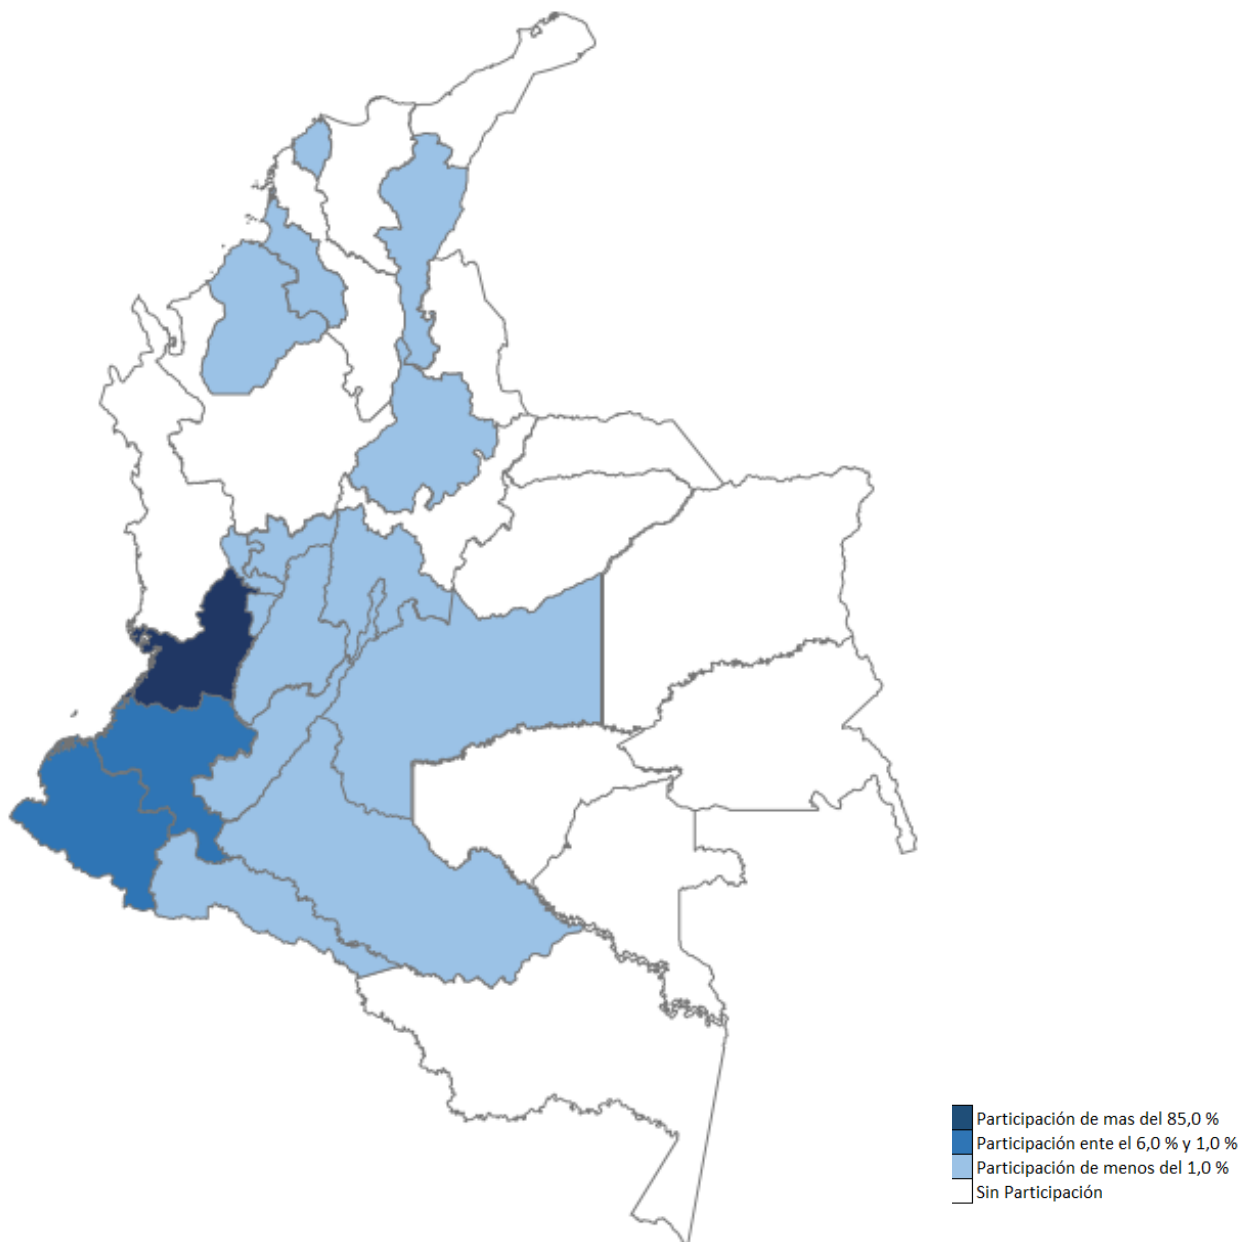 Participación de mas del 85,0 %
Participación ente el 6,0 % y 1,0 %
Participación de menos del 1,0 %
Sin Participación